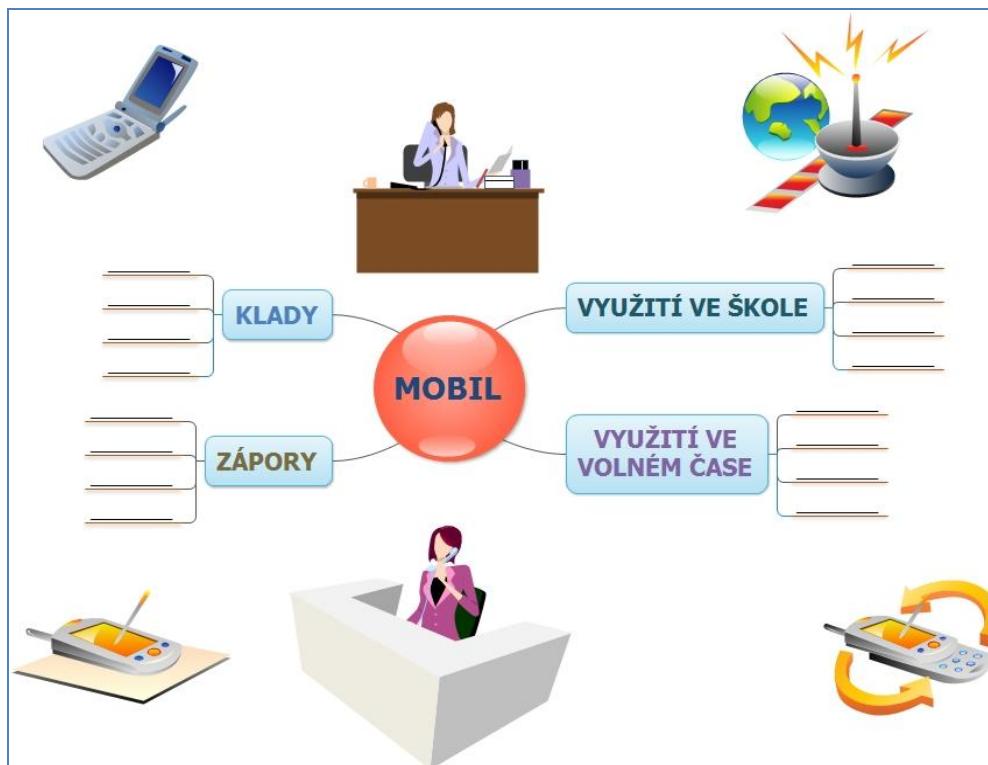 KLADY
VYUŽITÍ VE ŠKOLE
MOBIL
ZÁPORY
VYUŽITÍ VE
VOLNÉM ČASE